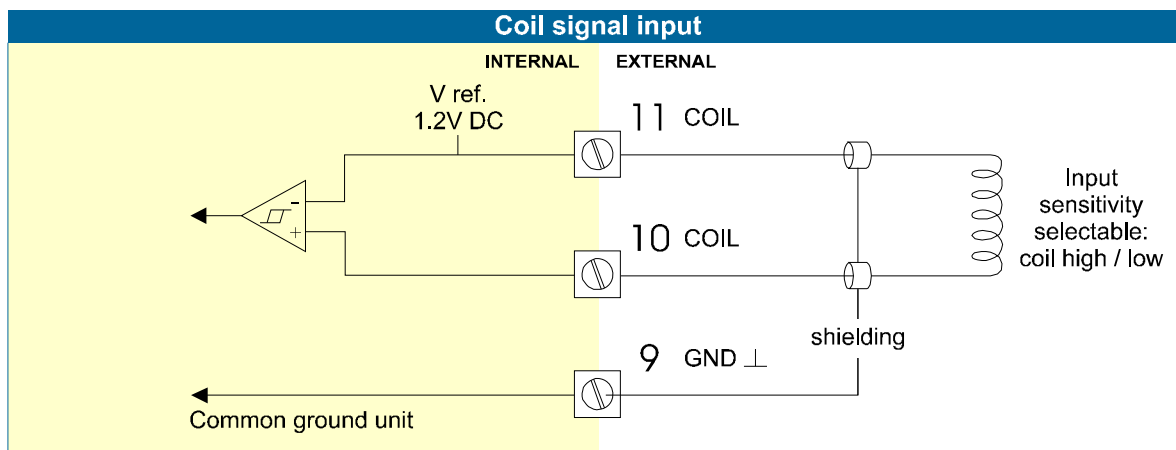 Coil signal input
INTERNAL
EXTERNAL
V ref.
1.2V DC
11 COIL
-
+
10 COIL
Input
sensitivity
selectable:
coil high / low
shielding
9 GND ⊥
Common ground unit